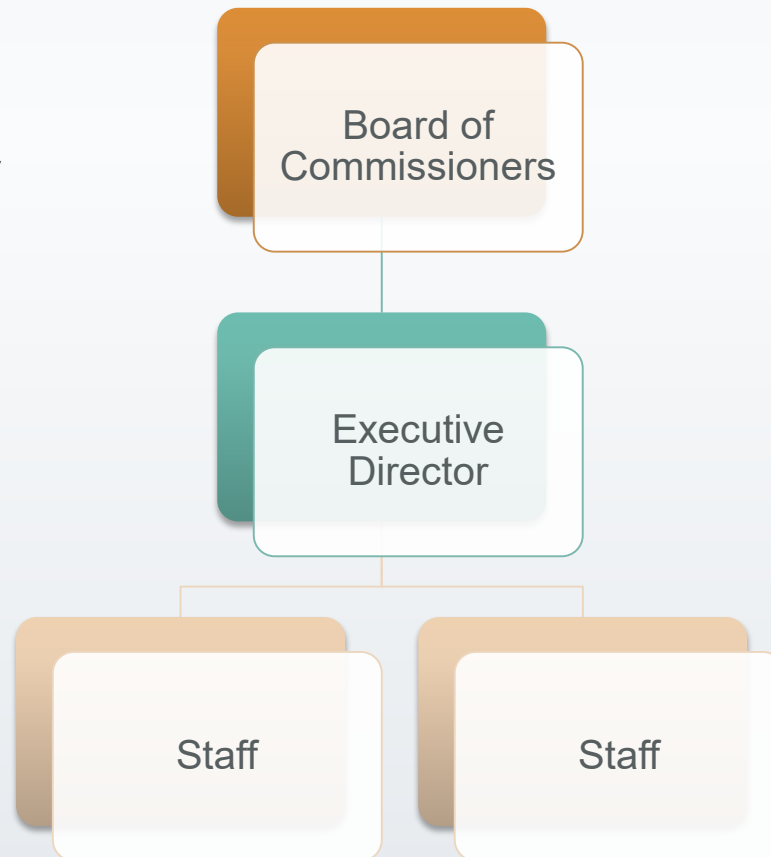 Board of
Commissioners
Executive
Director
Staff
Staff